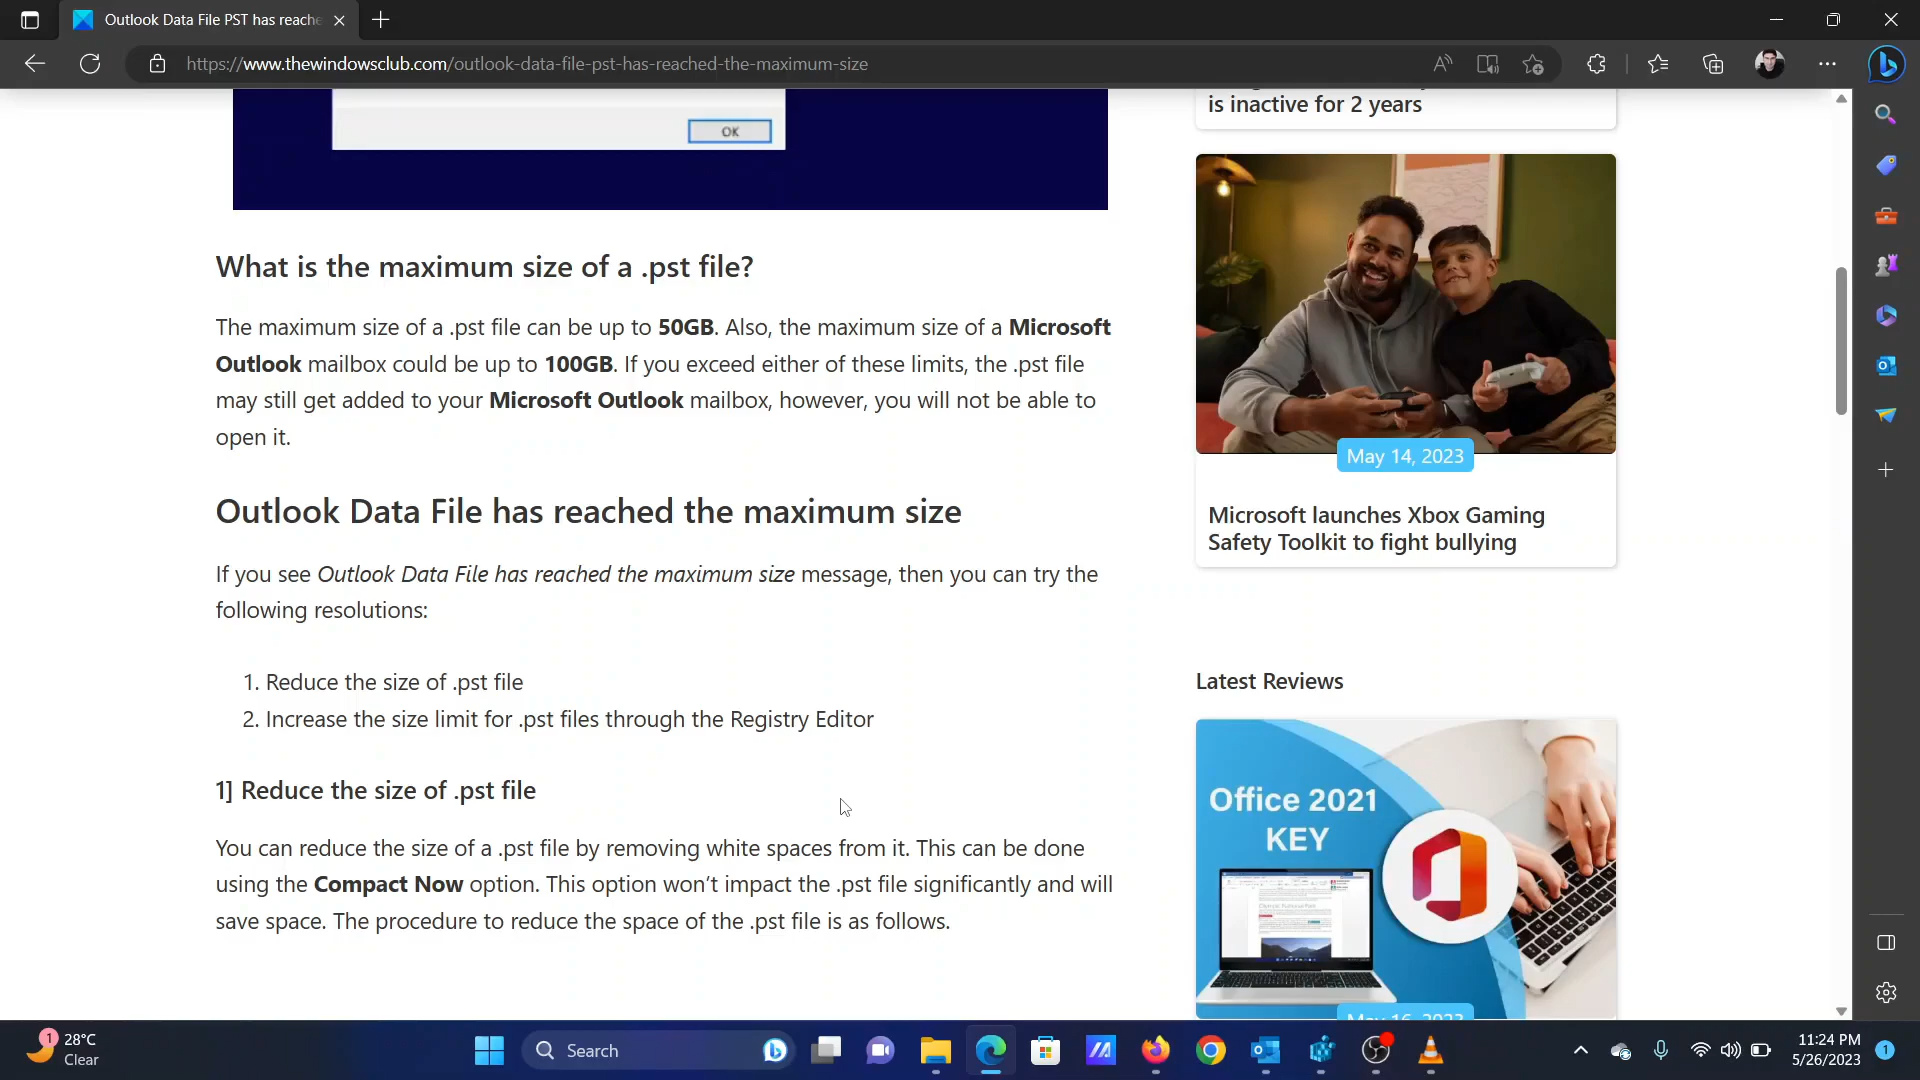 Outlook Data File PST has reache
https://www.thewindowsclub.com/outlook-data-file-pst-has-reached-the-maximum-size
OK
What is the maximum size of a .pst file?
The maximum size of a .pst file can be up to 50GB. Also, the maximum size of a Microsoft
Outlook mailbox could be up to 100GB. If you exceed either of these limits, the .pst file
may still get added to your Microsoft Outlook mailbox, however, you will not be able to
open it.
Outlook Data File has reached the maximum size
If you see Outlook Data File has reached the maximum size message, then you can try the
following resolutions:
1. Reduce the size of .pst file
2. Increase the size limit for .pst files through the Registry Editor
1] Reduce the size of .pst file
You can reduce the size of a .pst file by removing white spaces from it. This can be done
using the Compact Now option. This option won’t impact the .pst file significantly and will
save space. The procedure to reduce the space of the .pst file is as follows.
is inactive for 2 years
May 14, 2023
Microsoft launches Xbox Gaming
Safety Toolkit to fight bullying
Latest Reviews
Office 2021
KEY
May 16, 2023
1
28°C
Clear
Search
11:24 PM
5/26/2023
1